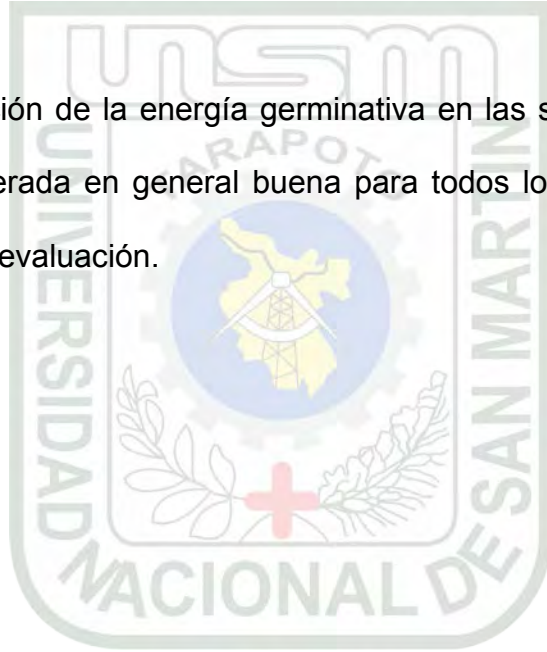 unsm
ción de la energía germinativa en las s
TARAPOTO
erada en general buena para todos lo
evaluación.
UNIVERSIDAD
NACIONAL DE
SAN MARTIN